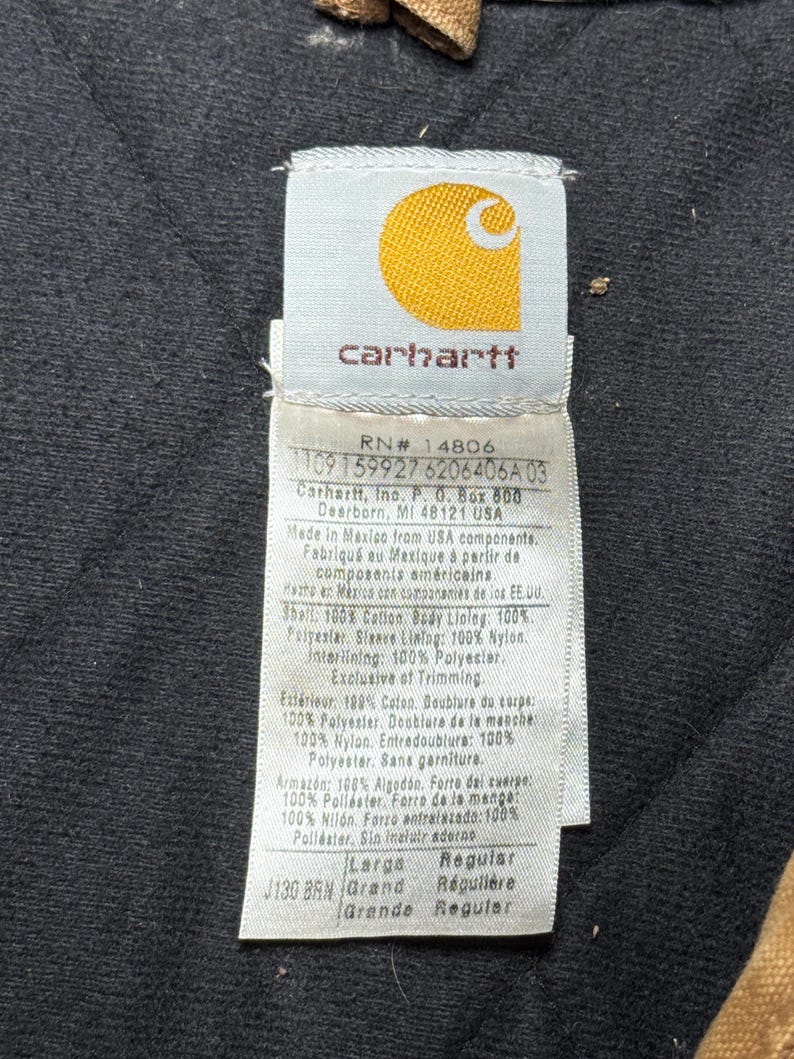 carhartt
RN# 14806
1109159927 6206406A 03
Carhartt, Inc. P. O. Box 600
Dearborn, MI 48121 USA
Made in Mexico from USA components.
Fabriqué au Mexique à partir de
composants américains
Hecho en México con componentes de los EE.UU.
Shell: 100% Cotton. Body Lining: 100%
Polyester. Sleeve Lining: 100% Nylon.
Interlining: 100% Polyester.
Exclusive of Trimming
Extérieur: 100% Coton. Doublure du corps:
100% Polyester. Doublure de la manche:
100% Nylon. Entredoublure: 100%
Polyester. Sans garniture.
Armazón: 100% Algodón. Forro del cuerpo:
100% Poliéster. Forro de la manga:
100% Nilón. Forro entrelazado: 100%
Poliéster. Sin incluir adorno
J130 BRN
Large Regular
Grand Régulière
Grande Regular